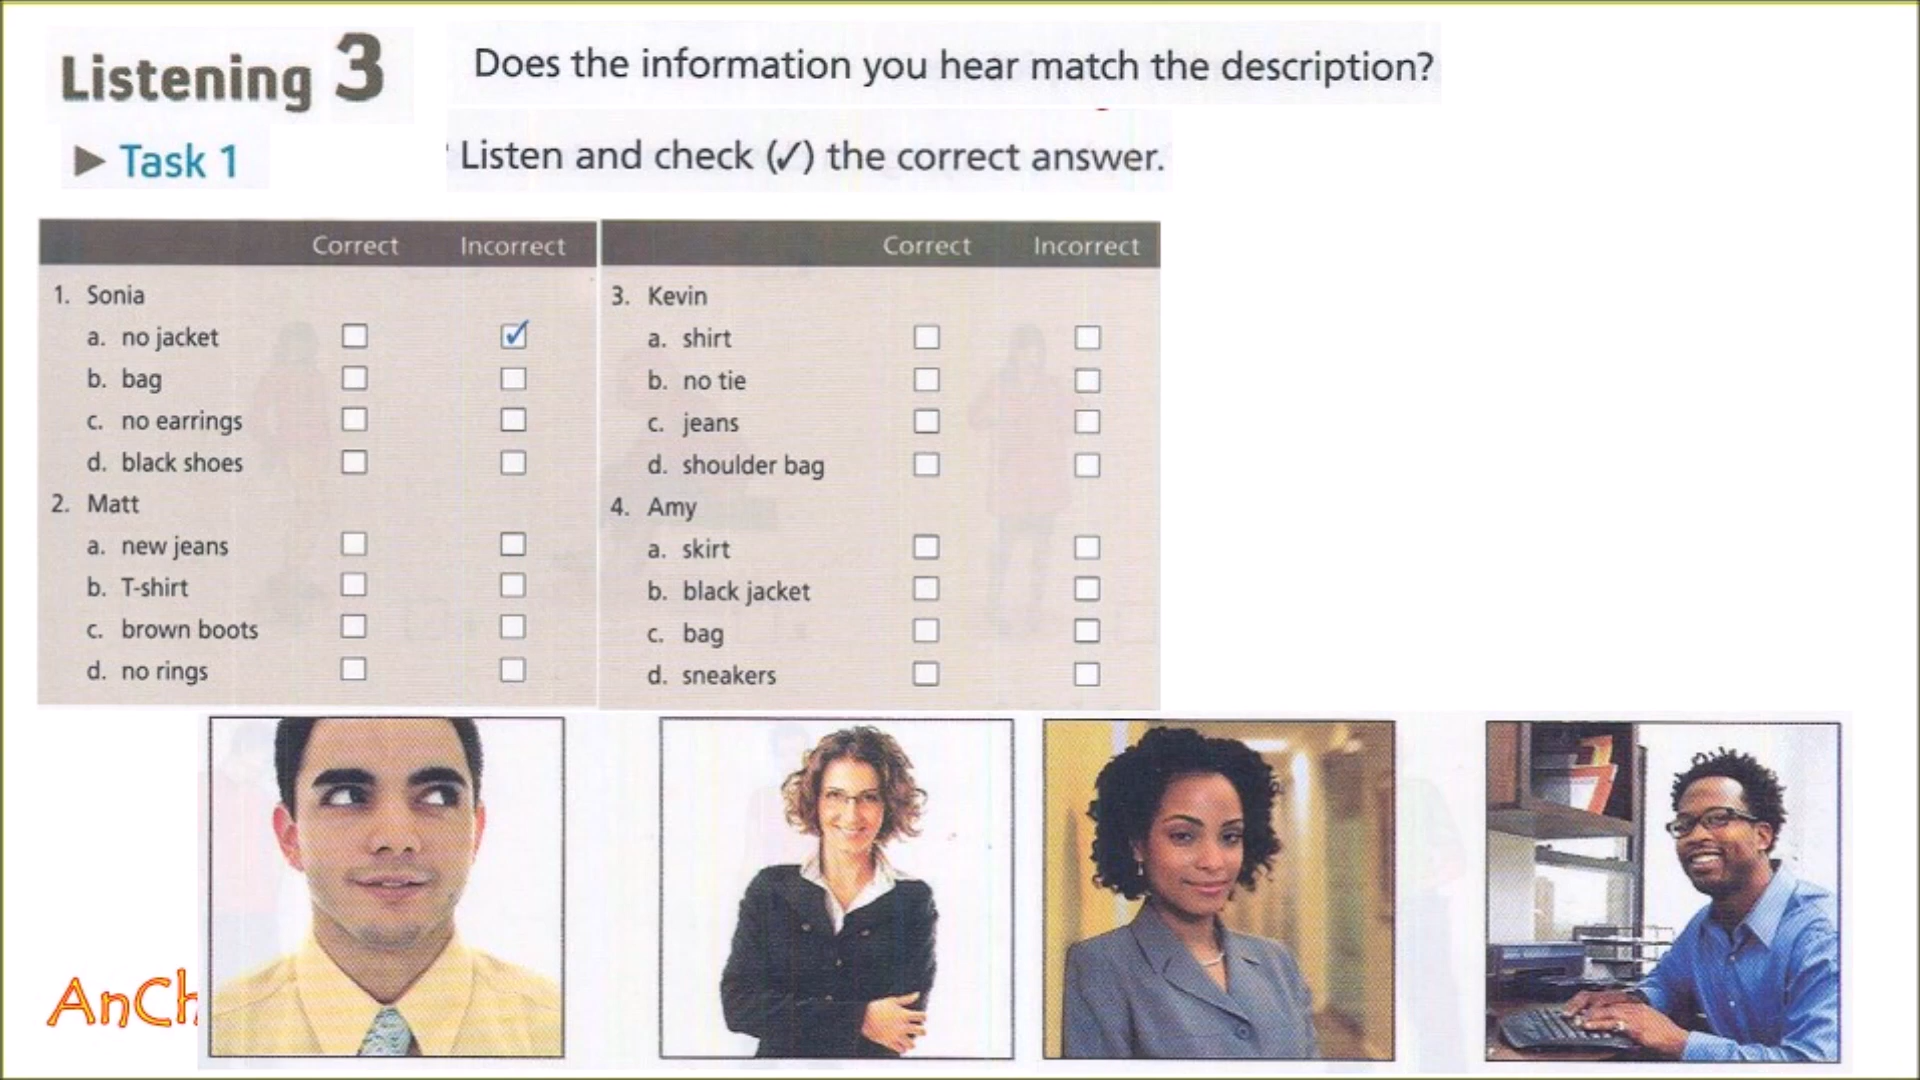 Listening 3
Does the information you hear match the description?
Task 1
Listen and check (✓) the correct answer.
Correct Incorrect
1. Sonia
a. no jacket
b. bag
c. no earrings
d. black shoes
2. Matt
a. new jeans
b. T-shirt
c. brown boots
d. no rings
Correct Incorrect
3. Kevin
a. shirt
b. no tie
c. jeans
d. shoulder bag
4. Amy
a. skirt
b. black jacket
c. bag
d. sneakers
AnCh